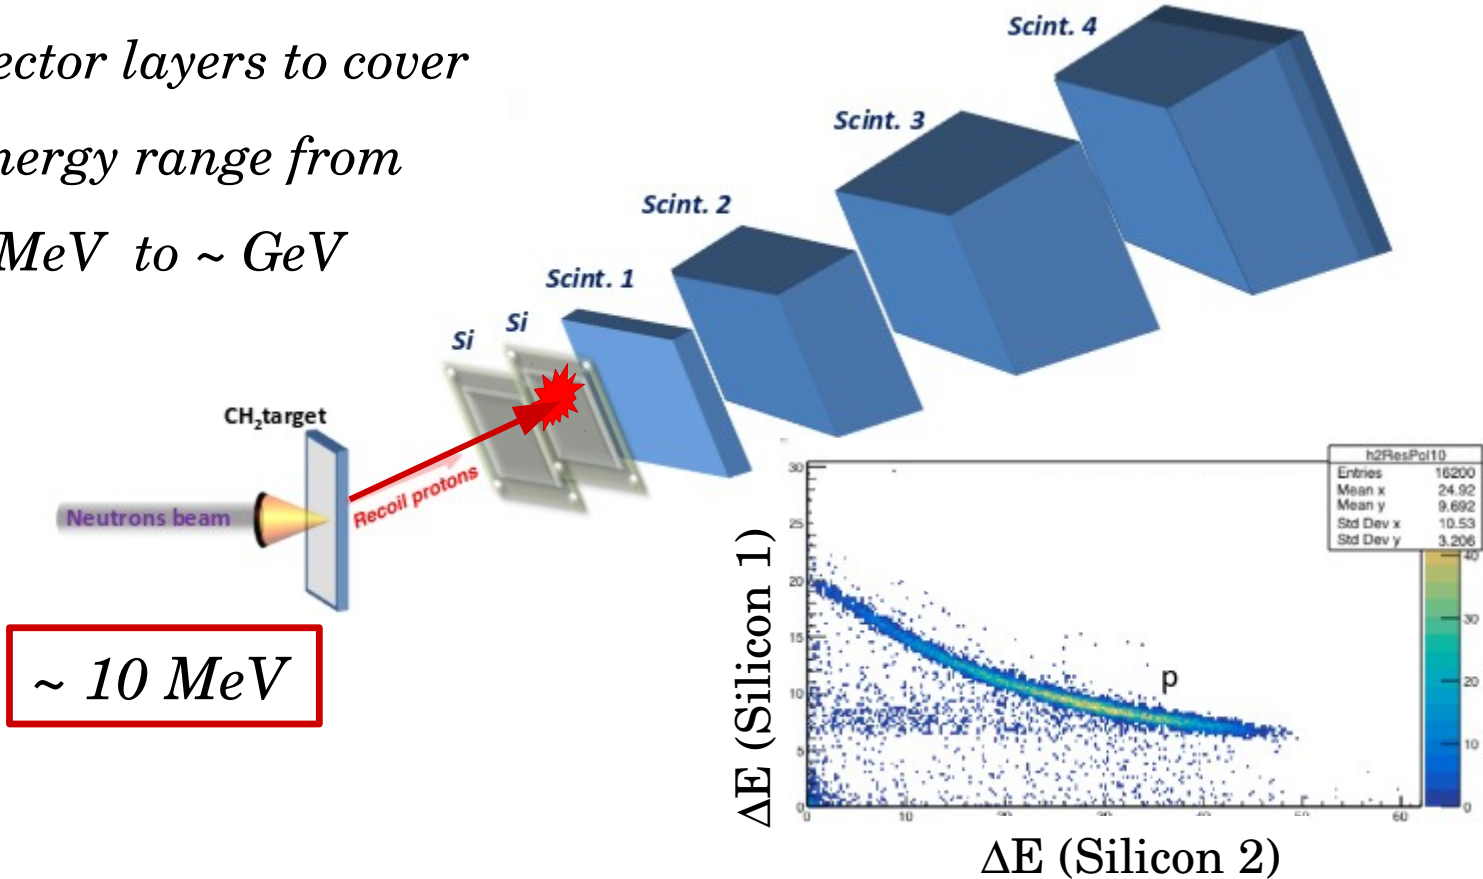 ector layers to cover
nergy range from
MeV to ~ GeV
Scint. 4
Scint. 3
Scint. 2
Scint. 1
Si
Si
CH₂target
Neutrons beam
Recoil protons
~ 10 MeV
h2ResPol10
Entries 16200
Mean x 24.92
Mean y 9.692
Std Dev x 10.53
Std Dev y 3.206
ΔE (Silicon 1)
30
25
20
15
10
5
0
p
40
30
20
10
0
0 10 20 30 40 50 60
ΔE (Silicon 2)